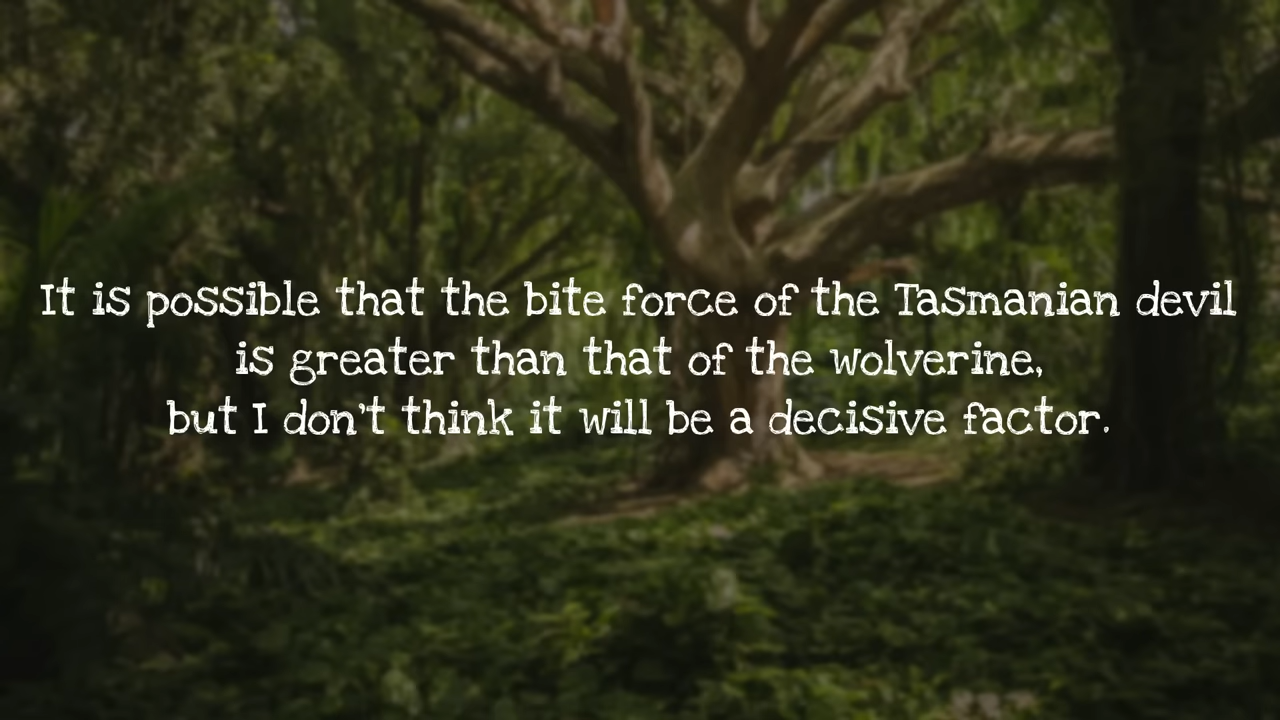 It is possible that the bite force of the Tasmanian devil
is greater than that of the wolverine,
but I don't think it will be a decisive factor.